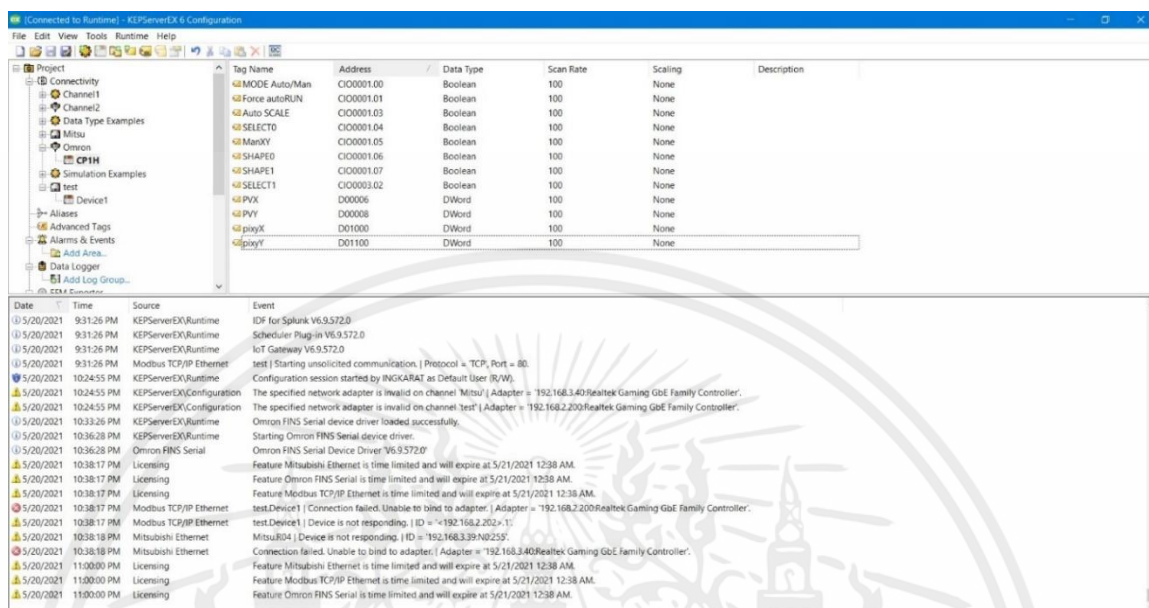 [Connected to Runtime] - KEPServerEX 6 Configuration
File Edit View Tools Runtime Help
Project
Connectivity
Channel1
Channel2
Data Type Examples
Mitsu
Omron
CP1H
Simulation Examples
test
Device1
Aliases
Advanced Tags
Alarms & Events
Add Area...
Data Logger
Add Log Group...
EFM Exporter
Tag Name Address Data Type Scan Rate Scaling Description
MODE Auto/Man CIO0001.00 Boolean 100 None
Force autoRUN CIO0001.01 Boolean 100 None
Auto SCALE CIO0001.03 Boolean 100 None
SELECT0 CIO0001.04 Boolean 100 None
ManXY CIO0001.05 Boolean 100 None
SHAPE0 CIO0001.06 Boolean 100 None
SHAPE1 CIO0001.07 Boolean 100 None
SELECT1 CIO0003.02 Boolean 100 None
PVX D00006 DWord 100 None
PVY D00008 DWord 100 None
pixyX D01000 DWord 100 None
pixyY D01100 DWord 100 None
Date Time Source Event
5/20/2021 9:31:26 PM KEPServerEX\Runtime IDF for Splunk V6.9.572.0
5/20/2021 9:31:26 PM KEPServerEX\Runtime Scheduler Plug-in V6.9.572.0
5/20/2021 9:31:26 PM KEPServerEX\Runtime IoT Gateway V6.9.572.0
5/20/2021 9:31:26 PM Modbus TCP/IP Ethernet test | Starting unsolicited communication. | Protocol = 'TCP', Port = 80.
5/20/2021 10:24:55 PM KEPServerEX\Runtime Configuration session started by INGKARAT as Default User (R/W).
5/20/2021 10:24:55 PM KEPServerEX\Configuration The specified network adapter is invalid on channel 'Mitsu' | Adapter = '192.168.3.40:Realtek Gaming GbE Family Controller'.
5/20/2021 10:24:55 PM KEPServerEX\Configuration The specified network adapter is invalid on channel 'test' | Adapter = '192.168.2.200:Realtek Gaming GbE Family Controller'.
5/20/2021 10:33:26 PM KEPServerEX\Runtime Omron FINS Serial device driver loaded successfully.
5/20/2021 10:36:28 PM KEPServerEX\Runtime Starting Omron FINS Serial device driver.
5/20/2021 10:36:28 PM Omron FINS Serial Omron FINS Serial Device Driver 'V6.9.572.0'
5/20/2021 10:38:17 PM Licensing Feature Mitsubishi Ethernet is time limited and will expire at 5/21/2021 12:38 AM.
5/20/2021 10:38:17 PM Licensing Feature Omron FINS Serial is time limited and will expire at 5/21/2021 12:38 AM.
5/20/2021 10:38:17 PM Licensing Feature Modbus TCP/IP Ethernet is time limited and will expire at 5/21/2021 12:38 AM.
5/20/2021 10:38:17 PM Modbus TCP/IP Ethernet test.Device1 | Connection failed. Unable to bind to adapter. | Adapter = '192.168.2.200:Realtek Gaming GbE Family Controller'.
5/20/2021 10:38:17 PM Modbus TCP/IP Ethernet test.Device1 | Device is not responding. | ID = '<192.168.2.202>.1'.
5/20/2021 10:38:18 PM Mitsubishi Ethernet Mitsu.R04 | Device is not responding. | ID = '192.168.3.39:N0:255'.
5/20/2021 10:38:18 PM Mitsubishi Ethernet Connection failed. Unable to bind to adapter. | Adapter = '192.168.3.40:Realtek Gaming GbE Family Controller'.
5/20/2021 11:00:00 PM Licensing Feature Mitsubishi Ethernet is time limited and will expire at 5/21/2021 12:38 AM.
5/20/2021 11:00:00 PM Licensing Feature Modbus TCP/IP Ethernet is time limited and will expire at 5/21/2021 12:38 AM.
5/20/2021 11:00:00 PM Licensing Feature Omron FINS Serial is time limited and will expire at 5/21/2021 12:38 AM.